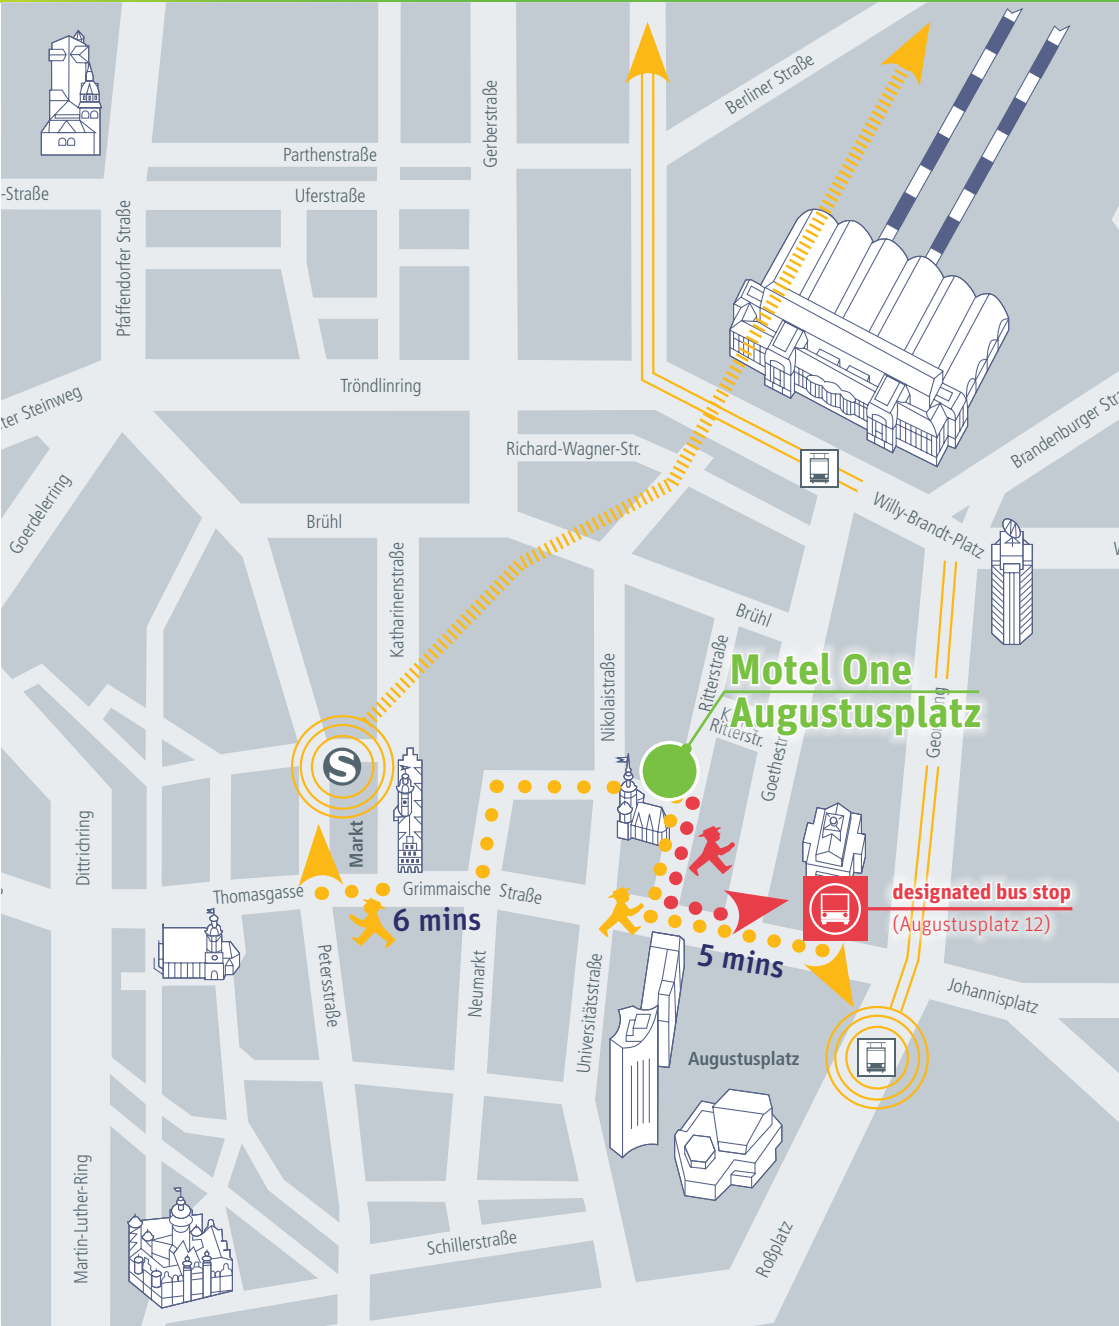 Berliner Straße
Gerberstraße
Parthenstraße
-Straße
Uferstraße
Pfaffendorfer Straße
Tröndlinring
ter Steinweg
Richard-Wagner-Str.
Brandenburger Str
Goerdelerring
Brühl
Willy-Brandt-Platz
Katharinenstraße
Brühl
Ritterstraße
Nikolaistraße
Motel One
Augustusplatz
Ritterstr.
Goethestr
S
Markt
Dittrichring
Thomasgasse
Grimmaische Straße
6 mins
designated bus stop
(Augustusplatz 12)
5 mins
Petersstraße
Neumarkt
Universitätsstraße
Johannisplatz
Augustusplatz
Martin-Luther-Ring
Schillerstraße
Roßplatz